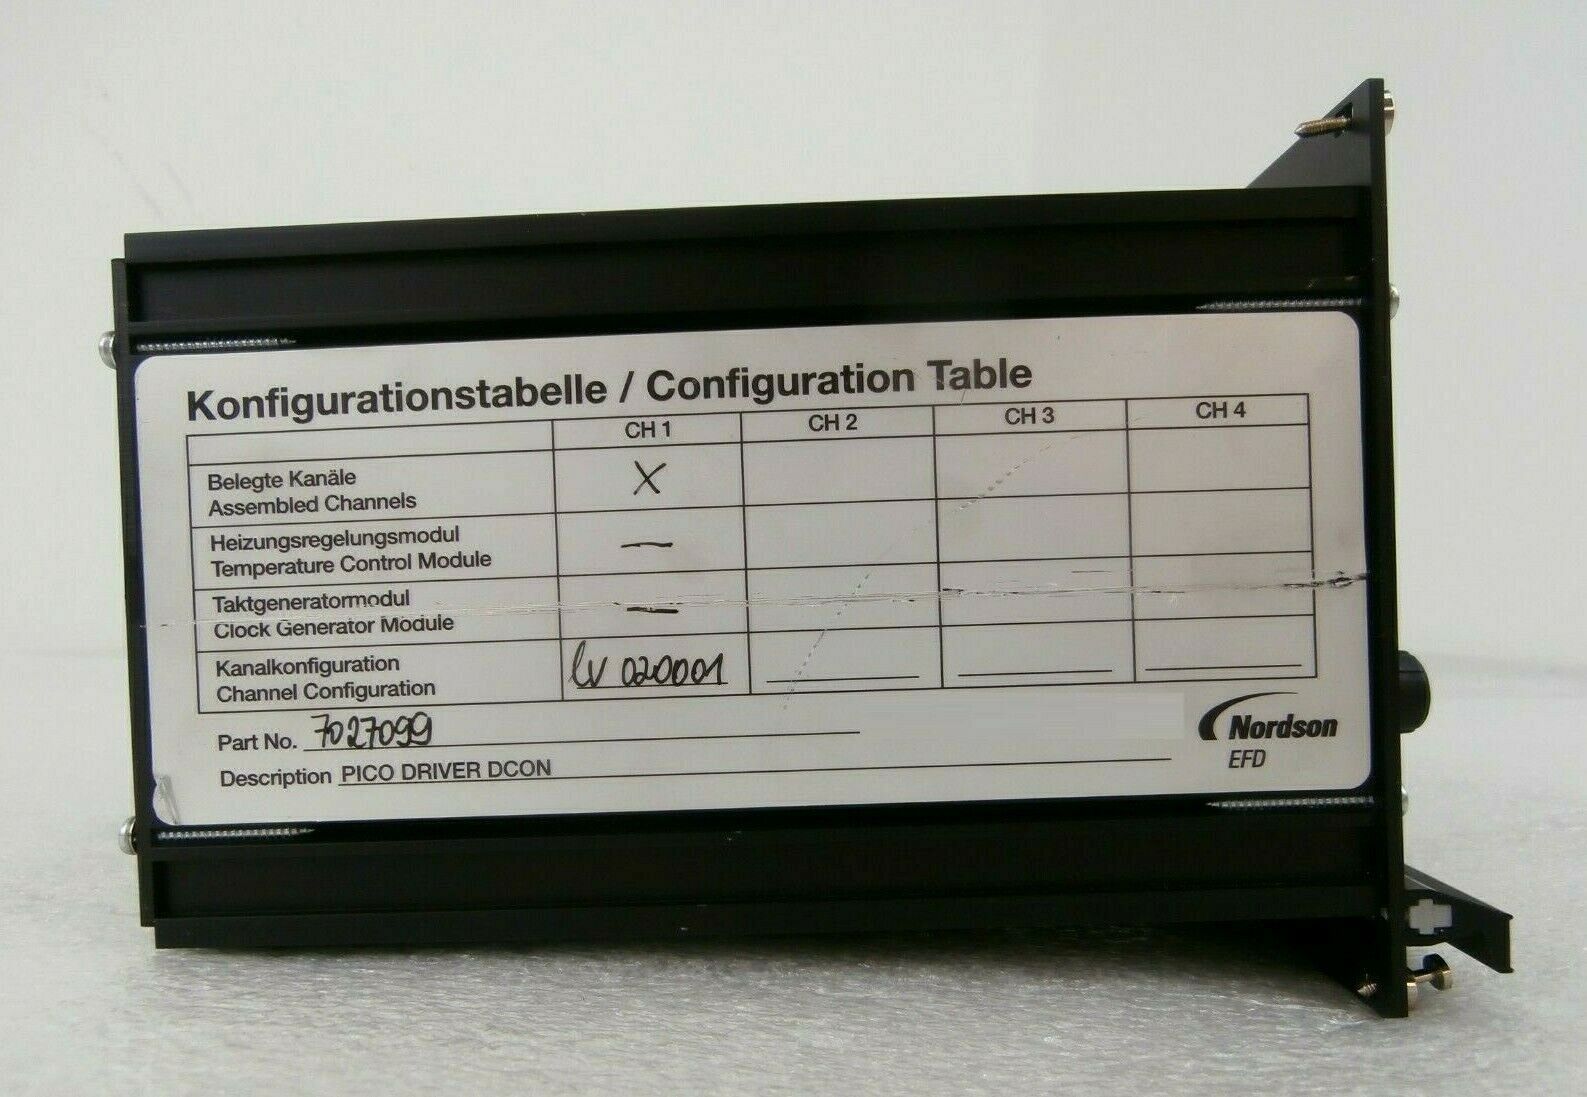 Konfigurationstabelle / Configuration Table
CH 1 CH 2 CH 3 CH 4
Belegte Kanäle X
Assembled Channels
Heizungsregelungsmodul —
Temperature Control Module
Taktgeneratormodul —
Clock Generator Module
Kanalkonfiguration
Channel Configuration LV 020001
Part No. 7027099
Description PICO DRIVER DCON
Nordson
EFD